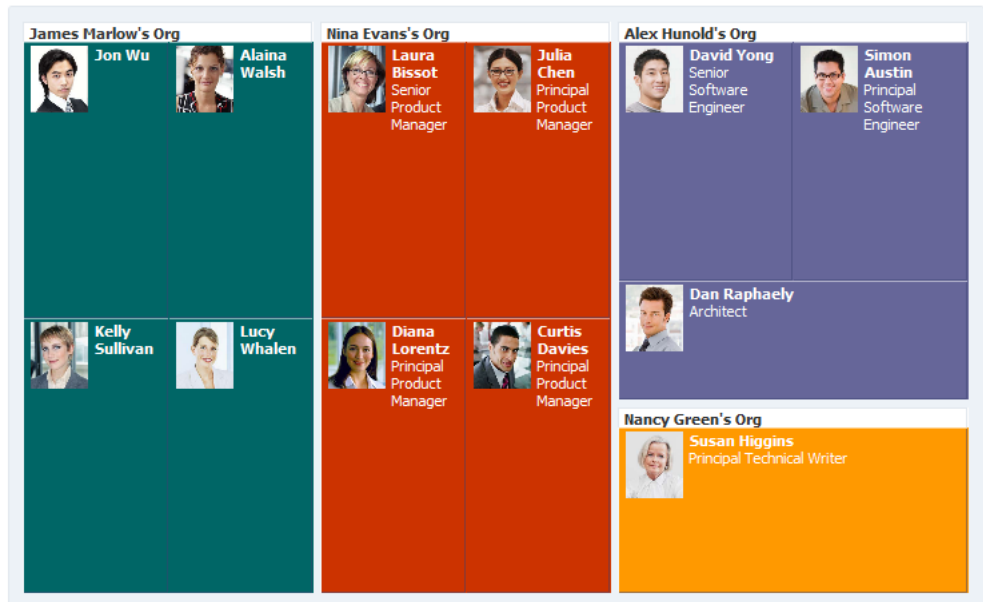 James Marlow's Org
Jon Wu
Alaina
Walsh
Kelly
Sullivan
Lucy
Whalen
Nina Evans's Org
Laura
Bissot
Senior
Product
Manager
Julia
Chen
Principal
Product
Manager
Diana
Lorentz
Principal
Product
Manager
Curtis
Davies
Principal
Product
Manager
Alex Hunold's Org
David Yong
Senior
Software
Engineer
Simon
Austin
Principal
Software
Engineer
Dan Raphaely
Architect
Nancy Green's Org
Susan Higgins
Principal Technical Writer